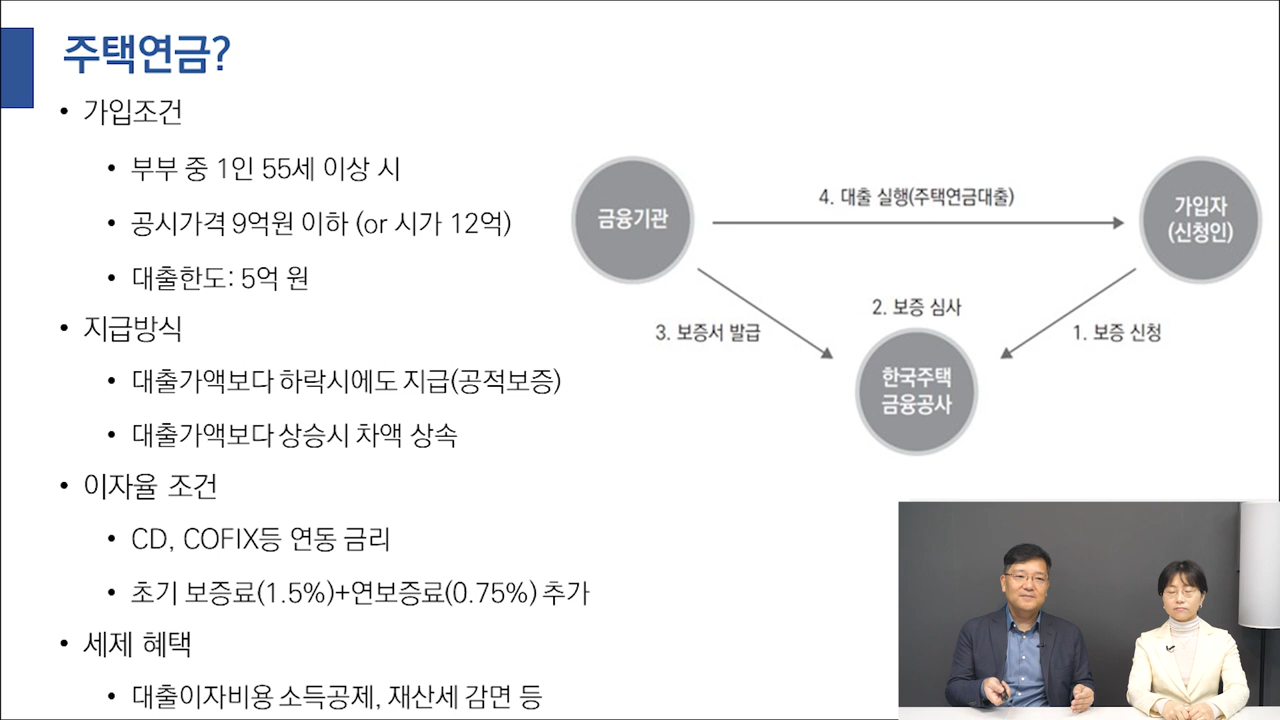 주택연금?
• 가입조건
• 부부 중 1인 55세 이상 시
• 공시가격 9억원 이하 (or 시가 12억)
• 대출한도: 5억 원
• 지급방식
• 대출가액보다 하락시에도 지급(공적보증)
• 대출가액보다 상승시 차액 상속
• 이자율 조건
• CD, COFIX등 연동 금리
• 초기 보증료(1.5%)+연보증료(0.75%) 추가
• 세제 혜택
• 대출이자비용 소득공제, 재산세 감면 등
금융기관
4. 대출 실행(주택연금대출)
가입자
(신청인)
3. 보증서 발급
2. 보증 심사
1. 보증 신청
한국주택
금융공사